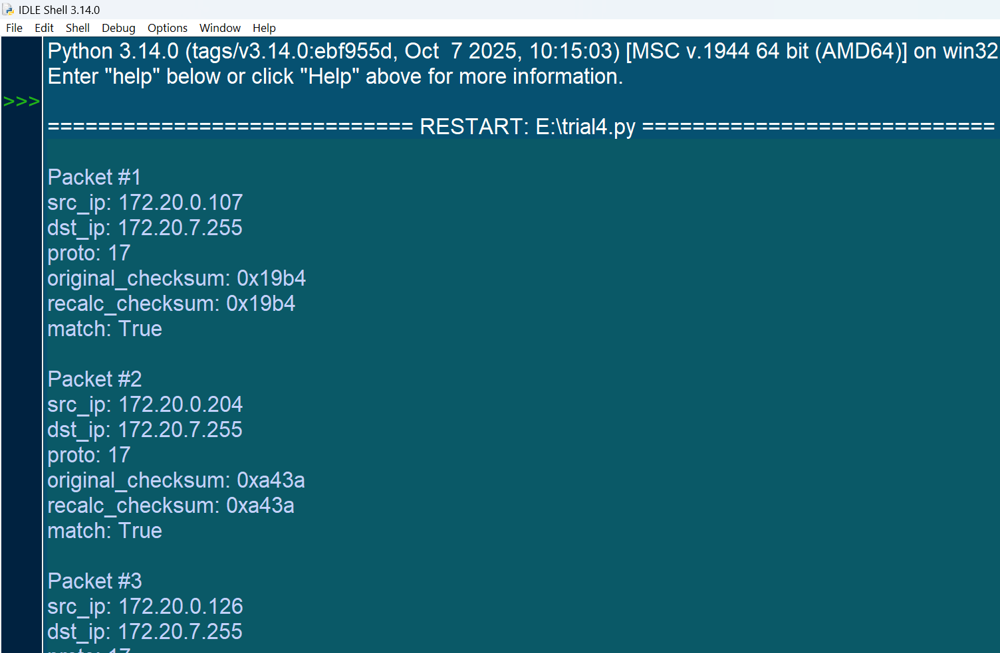 IDLE Shell 3.14.0
File Edit Shell Debug Options Window Help
Python 3.14.0 (tags/v3.14.0:ebf955d, Oct  7 2025, 10:15:03) [MSC v.1944 64 bit (AMD64)] on win32
Enter "help" below or click "Help" above for more information.
>>>
============================= RESTART: E:\trial4.py ============================
Packet #1
src_ip: 172.20.0.107
dst_ip: 172.20.7.255
proto: 17
original_checksum: 0x19b4
recalc_checksum: 0x19b4
match: True
Packet #2
src_ip: 172.20.0.204
dst_ip: 172.20.7.255
proto: 17
original_checksum: 0xa43a
recalc_checksum: 0xa43a
match: True
Packet #3
src_ip: 172.20.0.126
dst_ip: 172.20.7.255
proto: 17